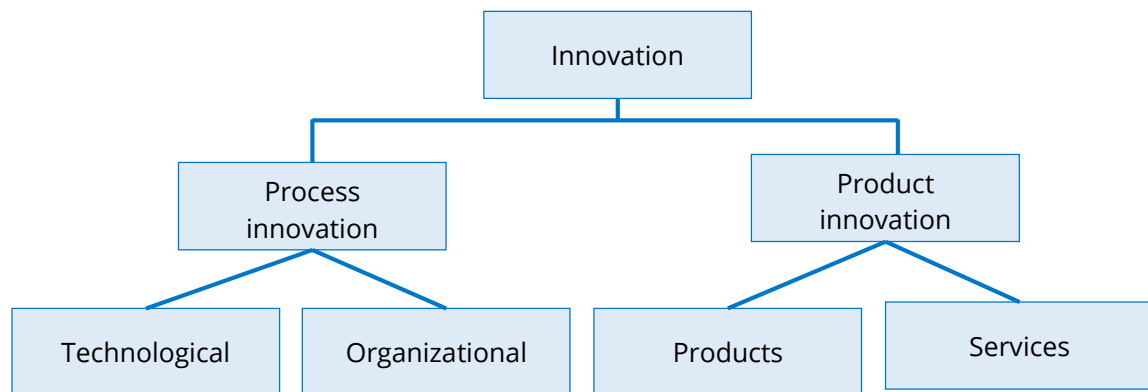 Innovation
Process
innovation
Product
innovation
Technological
Organizational
Products
Services